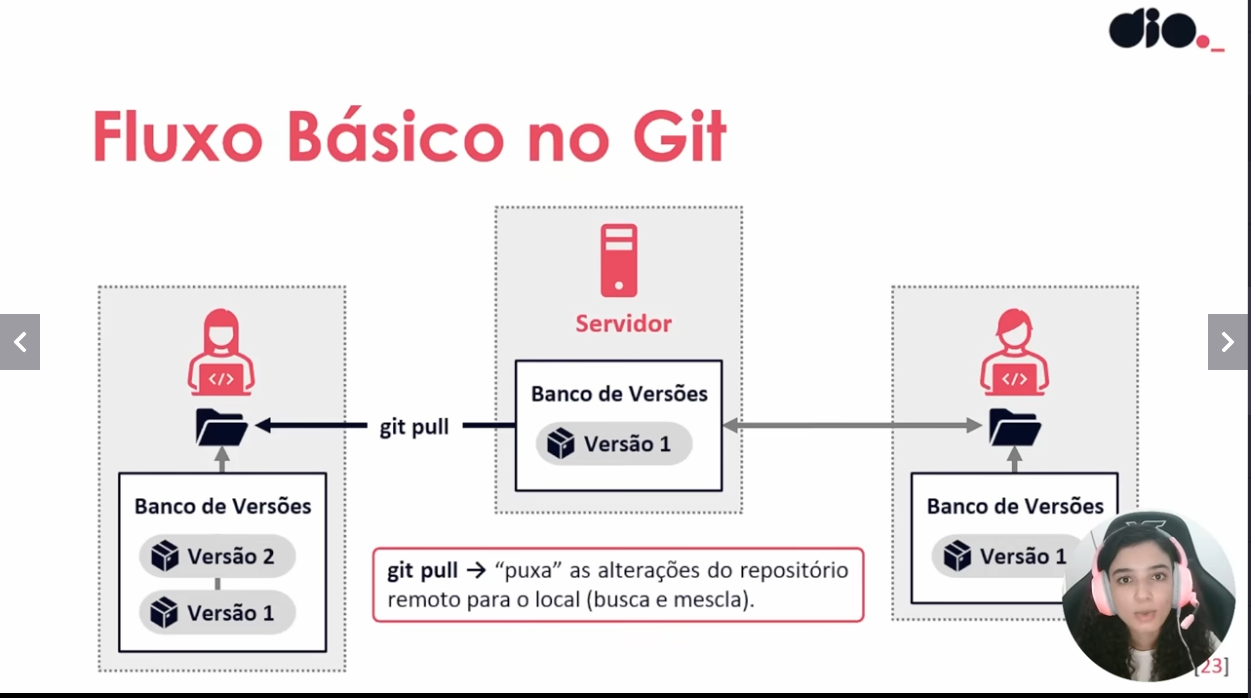 dio._
Fluxo Básico no Git
Servidor
Banco de Versões
Versão 1
</>
git pull
Banco de Versões
Versão 2
Versão 1
</>
Banco de Versões
Versão 1
git pull → “puxa” as alterações do repositório
remoto para o local (busca e mescla).
[23]